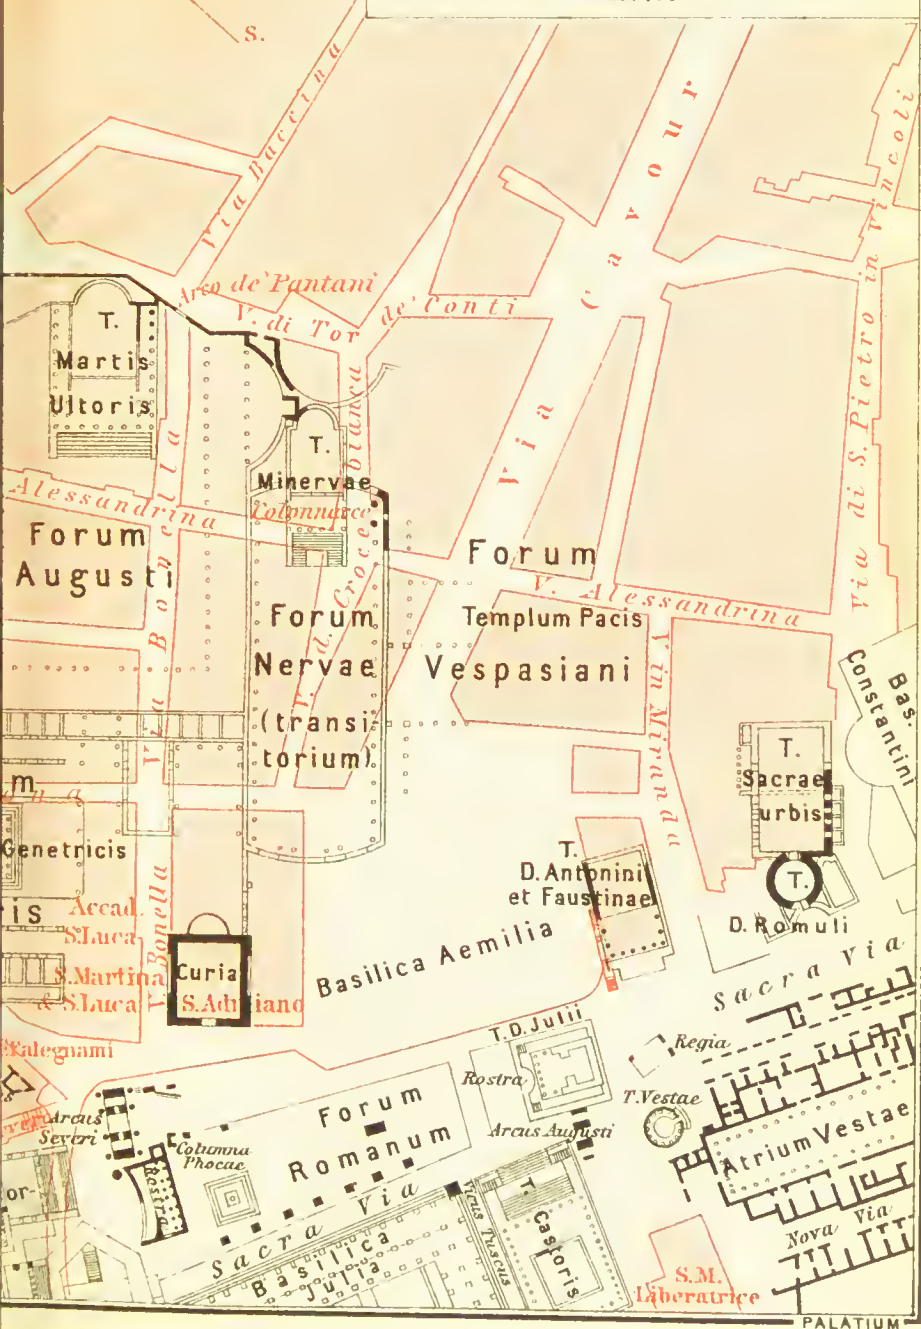 S.
Via Baccina
Via Cavour
Via di S. Pietro in Vincoli
Arco de' Pantani
V. di Tor de' Conti
T.
Martis
Ultoris
T.
Minervae
Colonnacce
Alessandrina
Forum
Augusti
Via Bonella
V. d. Croce bianca
Forum
Nervae
(transi-
torium)
Forum
Templum Pacis
Vespasiani
V. Alessandrina
V. in Miranda
Bas.
Constantini
T.
Sacrae
urbis
T.
D. Romuli
m
ana
Genetricis
is
Accad.
S. Luca
S. Martina
& S. Luca
V. Bonella
Curia
S. Adriano
T.
D. Antonini
et Faustinae
Basilica Aemilia
Sacra Via
T. D. Julii
Regia
Rostra
T. Vestae
Arcus Augusti
Atrium Vestae
Nova Via
Falegnami
Arcus
Severi
Columna
Phocae
Rostra
Forum
Romanum
Sacra Via
Basilica
Julia
Vicus Tuscus
T.
Castoris
S. M.
Liberatrice
or-
PALATIUM